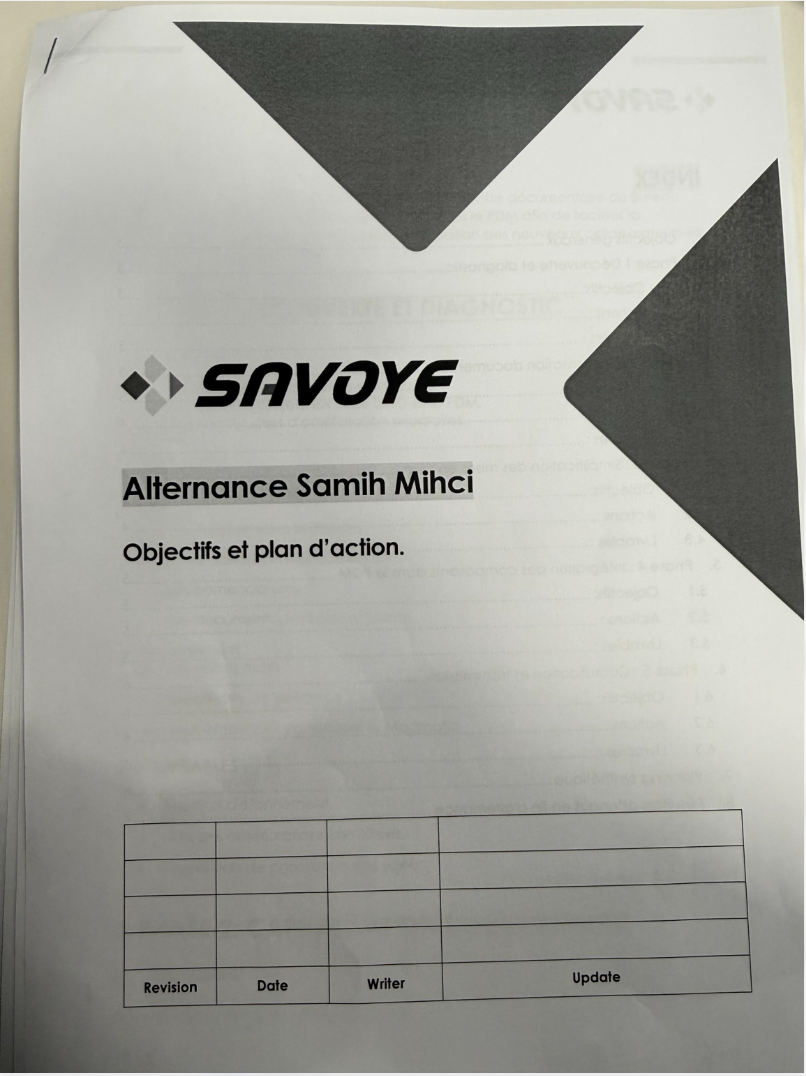 SAVOYE
Alternance Samih Mihci
Objectifs et plan d'action.
Revision Date Writer Update